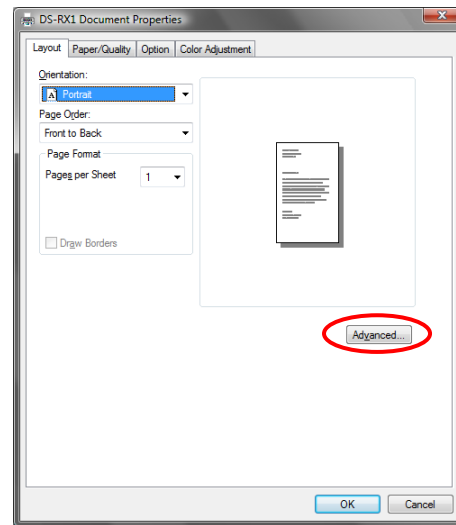 DS-RX1 Document Properties
Layout Paper/Quality Option Color Adjustment
Orientation:
A Portrait
Page Order:
Front to Back
Page Format
Pages per Sheet 1
Draw Borders
Advanced...
OK Cancel